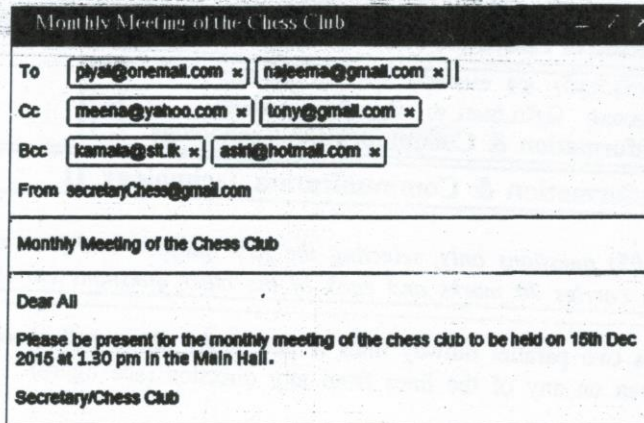 Monthly Meeting of the Chess Club
To piyal@onemail.com × najeema@gmail.com ×
Cc meena@yahoo.com × tony@gmail.com ×
Bcc kamala@slt.lk × asiri@hotmail.com ×
From secretaryChess@gmail.com
Monthly Meeting of the Chess Club
Dear All
Please be present for the monthly meeting of the chess club to be held on 15th Dec
2015 at 1.30 pm in the Main Hall.
Secretary/Chess Club